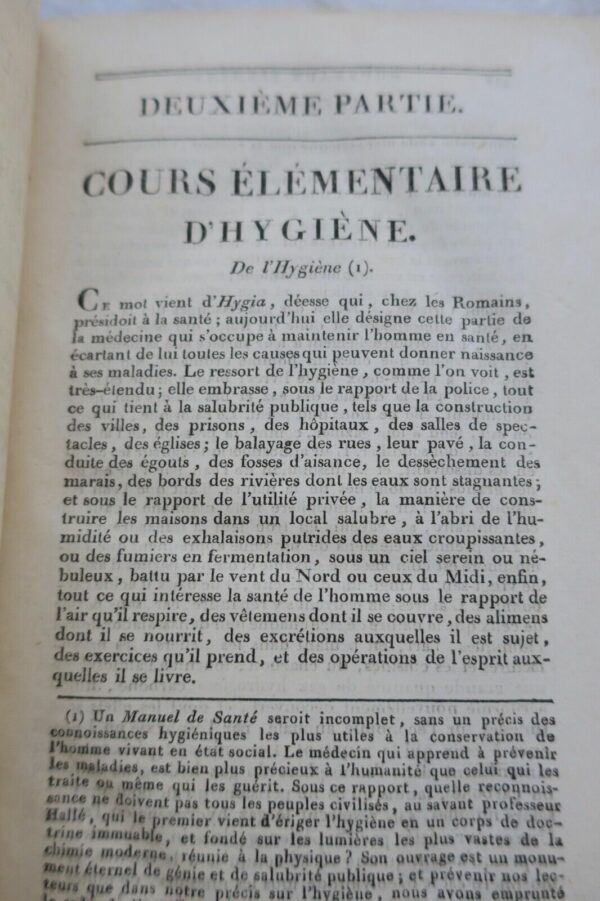 DEUXIÈME PARTIE.
COURS ÉLÉMENTAIRE
D'HYGIÈNE.
De l'Hygiène (1).
CE mot vient d'Hygia, déesse qui, chez les Romains,
présidoit à la santé ; aujourd'hui elle désigne cette partie de
la médecine qui s'occupe à maintenir l'homme en santé, en
écartant de lui toutes les causes qui peuvent donner naissance
à ses maladies. Le ressort de l'hygiène, comme l'on voit, est
très-étendu ; elle embrasse, sous le rapport de la police, tout
ce qui tient à la salubrité publique, tels que la construction
des villes, des prisons, des hôpitaux, des salles de spec-
tacles, des églises ; le balayage des rues, leur pavé, la con-
duite des égouts, des fosses d'aisance, le dessèchement des
marais, des bords des rivières dont les eaux sont stagnantes ;
et sous le rapport de l'utilité privée, la manière de cons-
truire les maisons dans un local salubre, à l'abri de l'hu-
midité ou des exhalaisons putrides des eaux croupissantes,
ou des fumiers en fermentation, sous un ciel serein ou né-
buleux, battu par le vent du Nord ou ceux du Midi, enfin,
tout ce qui intéresse la santé de l'homme sous le rapport de
l'air qu'il respire, des vêtemens dont il se couvre, des alimens
dont il se nourrit, des excrétions auxquelles il est sujet,
des exercices qu'il prend, et des opérations de l'esprit aux-
quelles il se livre.
(1) Un Manuel de Santé seroit incomplet, sans un précis des
connoissances hygiéniques les plus utiles à la conservation de
l'homme vivant en état social. Le médecin qui apprend à prévenir
les maladies, est bien plus précieux à l'humanité que celui qui les
traite ou même qui les guérit. Sous ce rapport, quelle reconnois-
sance ne doivent pas tous les peuples civilisés, au savant professeur
Hallé, qui le premier vient d'ériger l'hygiène en un corps de doc-
trine immuable, et fondé sur les lumières les plus vastes de la
chimie moderne, réunie à la physique ? Son ouvrage est un monu-
ment éternel de génie et de salubrité publique ; et prévenir nos lec-
teurs que dans notre précis sur l'hygiène, nous avons emprunté